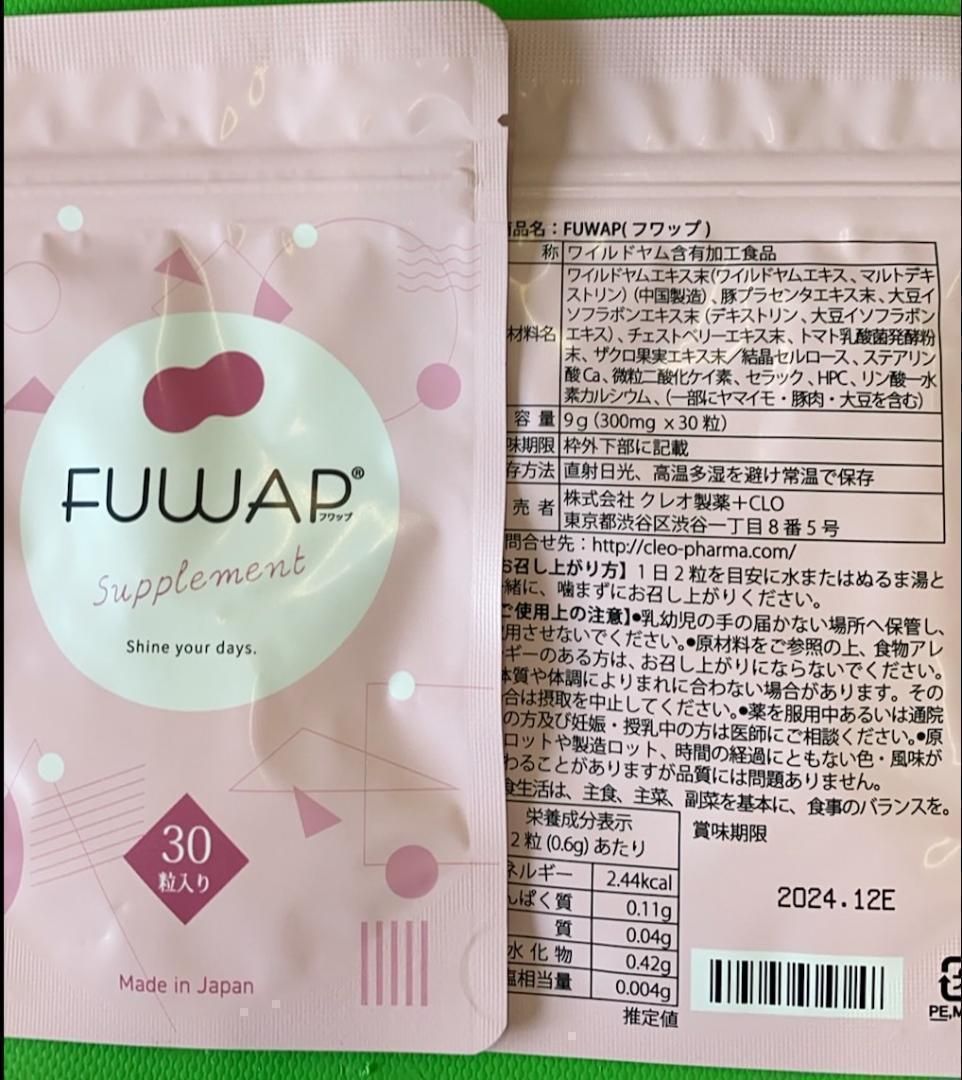 FUWAP®
フワップ
Supplement
Shine your days.
30
粒入り
Made in Japan
品名：FUWAP(フワップ)
称 ワイルドヤム含有加工食品
材料名
ワイルドヤムエキス末(ワイルドヤムエキス、マルトデキ
ストリン)(中国製造)、豚プラセンタエキス末、大豆イ
ソフラボンエキス末(デキストリン、大豆イソフラボン
エキス)、チェストベリーエキス末、トマト乳酸菌発酵粉
末、ザクロ果実エキス末／結晶セルロース、ステアリン
酸Ca、微粒二酸化ケイ素、セラック、HPC、リン酸一水
素カルシウム、(一部にヤマイモ・豚肉・大豆を含む)
容量 9g(300mg×30粒)
味期限 枠外下部に記載
存方法 直射日光、高温多湿を避け常温で保存
売者 株式会社 クレオ製薬＋CLO
東京都渋谷区渋谷一丁目8番5号
問合せ先：http://cleo-pharma.com/
お召し上がり方】1日2粒を目安に水またはぬるま湯と
緒に、噛まずにお召し上がりください。
ご使用上の注意】●乳幼児の手の届かない場所へ保管し、
用させないでください。●原材料をご参照の上、食物アレ
ギーのある方は、お召し上がりにならないでください。
体質や体調によりまれに合わない場合があります。その
合は摂取を中止してください。●薬を服用中あるいは通院
の方及び妊娠・授乳中の方は医師にご相談ください。●原
ロットや製造ロット、時間の経過にともない色・風味が
わることがありますが品質には問題ありません。
食生活は、主食、主菜、副菜を基本に、食事のバランスを。
栄養成分表示
2粒(0.6g)あたり
ネルギー 2.44kcal
んぱく質 0.11g
質 0.04g
水化物 0.42g
塩相当量 0.004g
推定値
賞味期限
2024.12E
PE,M